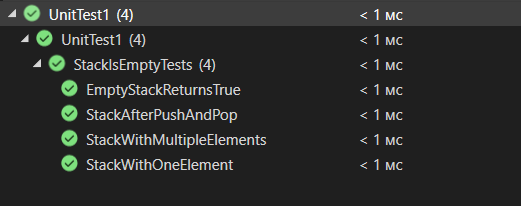 UnitTest1 (4) < 1 мс
UnitTest1 (4) < 1 мс
StackIsEmptyTests (4) < 1 мс
EmptyStackReturnsTrue < 1 мс
StackAfterPushAndPop < 1 мс
StackWithMultipleElements < 1 мс
StackWithOneElement < 1 мс